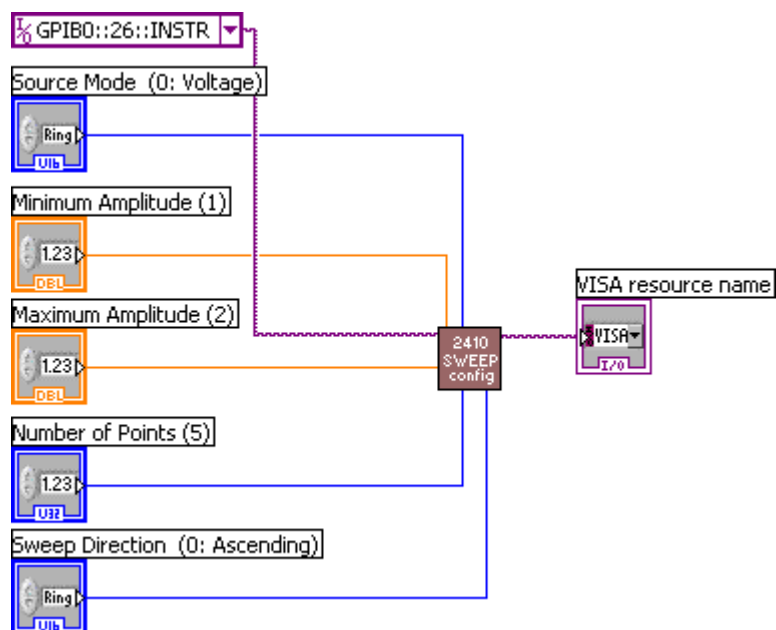 I/O GPIB0::26::INSTR
Source Mode (0: Voltage)
Ring
U16
Minimum Amplitude (1)
1.23
DBL
Maximum Amplitude (2)
1.23
DBL
2410
SWEEP
config
VISA resource name
VISA
I/O
Number of Points (5)
1.23
U32
Sweep Direction (0: Ascending)
Ring
U16